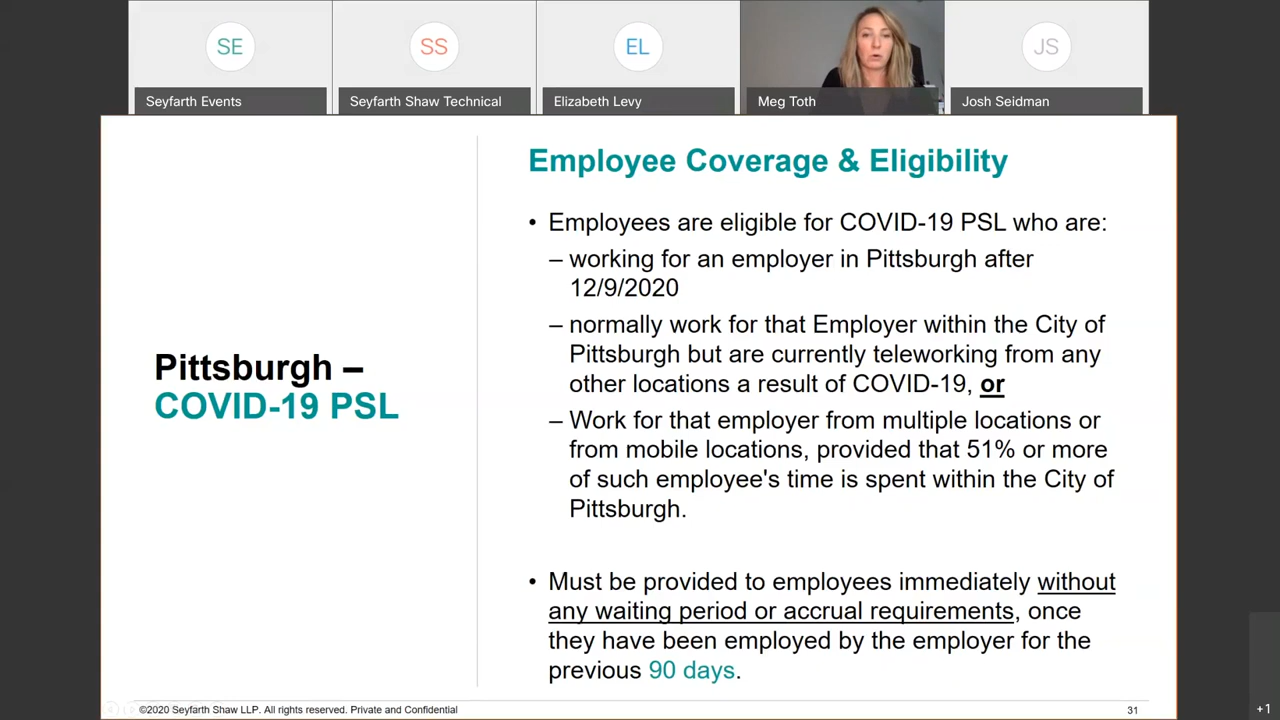 SE
SS
EL
JS
Seyfarth Events
Seyfarth Shaw Technical
Elizabeth Levy
Meg Toth
Josh Seidman
Pittsburgh –
COVID-19 PSL
Employee Coverage & Eligibility
• Employees are eligible for COVID-19 PSL who are:
– working for an employer in Pittsburgh after
12/9/2020
– normally work for that Employer within the City of
Pittsburgh but are currently teleworking from any
other locations a result of COVID-19, or
– Work for that employer from multiple locations or
from mobile locations, provided that 51% or more
of such employee's time is spent within the City of
Pittsburgh.
• Must be provided to employees immediately without
any waiting period or accrual requirements, once
they have been employed by the employer for the
previous 90 days.
©2020 Seyfarth Shaw LLP. All rights reserved. Private and Confidential
31
+1